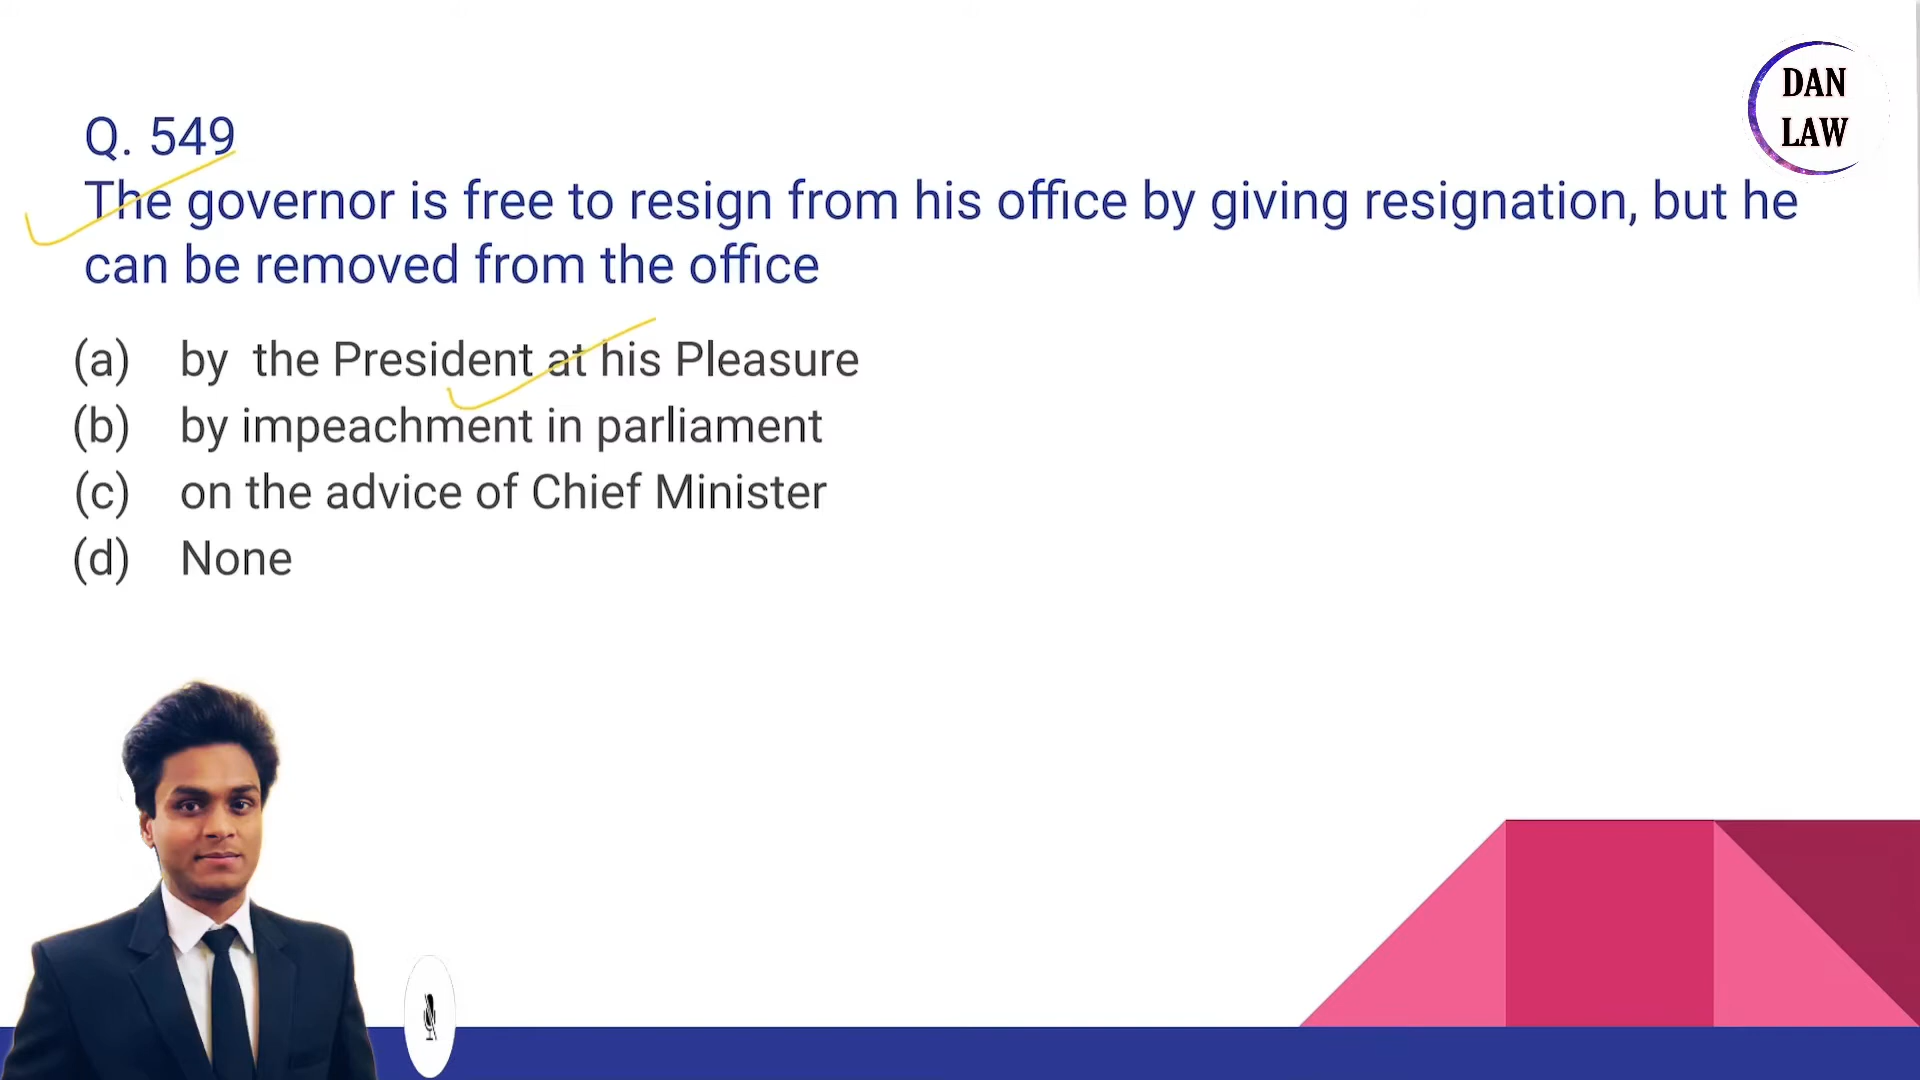 DAN
LAW
Q. 549
The governor is free to resign from his office by giving resignation, but he
can be removed from the office
(a) by the President at his Pleasure
(b) by impeachment in parliament
(c) on the advice of Chief Minister
(d) None